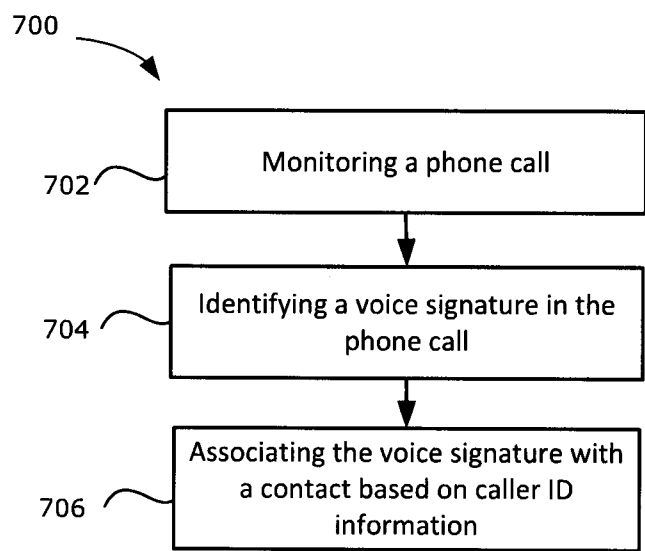 700
702
Monitoring a phone call
704
Identifying a voice signature in the
phone call
706
Associating the voice signature with
a contact based on caller ID
information